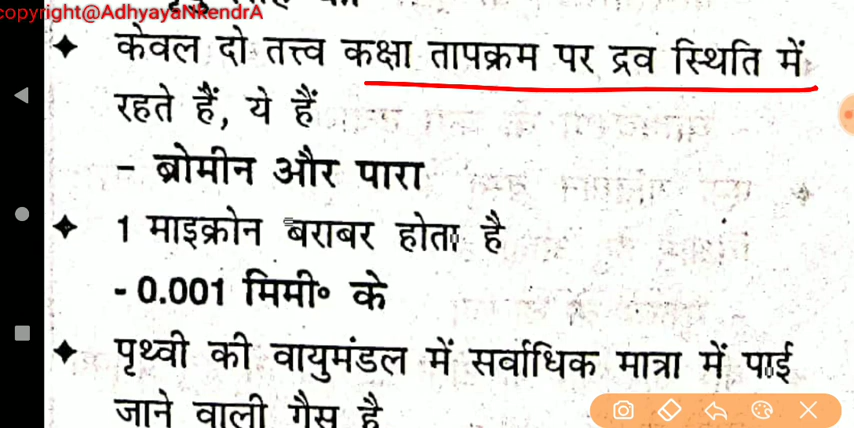 copyright@AdhyayaNkendrA
✦ केवल दो तत्त्व कक्षा तापक्रम पर द्रव स्थिति में
रहते हैं, ये हैं
- ब्रोमीन और पारा
✦ 1 माइक्रोन बराबर होता है
- 0.001 मिमी॰ के
✦ पृथ्वी की वायुमंडल में सर्वाधिक मात्रा में पाई
जाने वाली गैस है